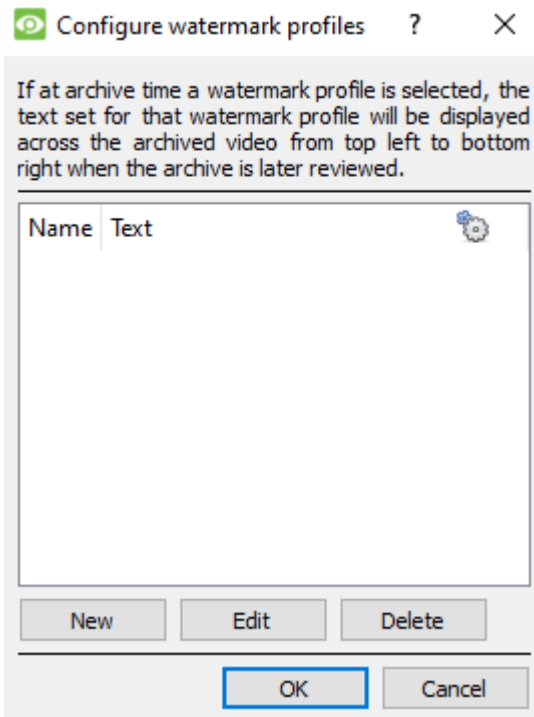 Configure watermark profiles ?
If at archive time a watermark profile is selected, the
text set for that watermark profile will be displayed
across the archived video from top left to bottom
right when the archive is later reviewed.
Name Text
New Edit Delete
OK Cancel